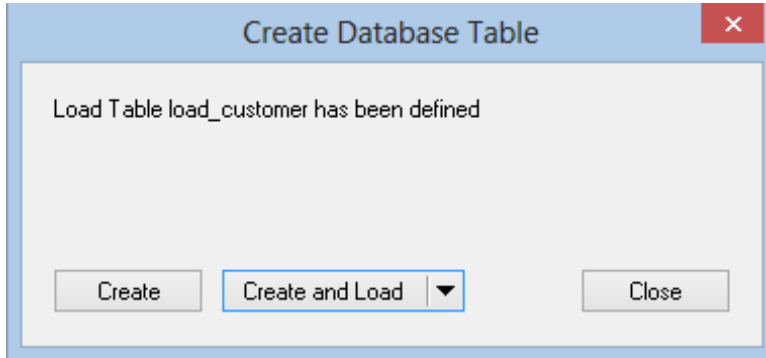 Create Database Table
Load Table load_customer has been defined
Create
Create and Load
Close